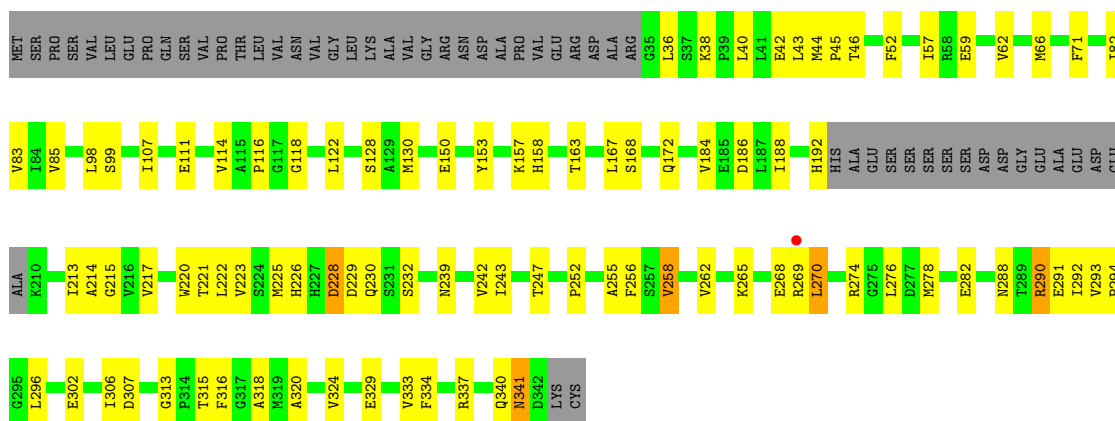 MET SER PRO SER VAL LEU GLU PRO GLN SER VAL PRO THR LEU VAL ASN VAL GLY LEU LYS ALA VAL GLY ARG ASN ASP ALA PRO VAL GLU ARG ASP ALA ARG G35 L36 S37 K38 P39 L40 L41 E42 L43 M44 P45 T46 F52 I57 R58 E59 V62 M66 F71 I82
V83 I84 V85 L98 S99 I107 E111 V114 A115 P116 G117 G118 L122 S128 A129 M130 E150 Y153 K157 H158 T163 L167 S168 Q172 V184 E185 D186 L187 I188 H192 HIS ALA GLU SER SER SER SER SER ASP ASP GLY GLU ALA GLU ASP GLU
ALA K210 I213 A214 G215 V216 V217 W220 T221 L222 V223 S224 M225 H226 H227 D228 D229 Q230 S231 S232 N239 V242 I243 T247 P252 A255 F256 S257 V258 V262 K265 E268 R269 L270 R274 G275 L276 D277 M278 E282 N288 T289 R290 E291 I292 V293 P294
G295 L296 E302 I306 D307 G313 P314 T315 F316 G317 A318 M319 A320 V324 E329 V333 F334 R337 Q340 N341 D342 LYS CYS